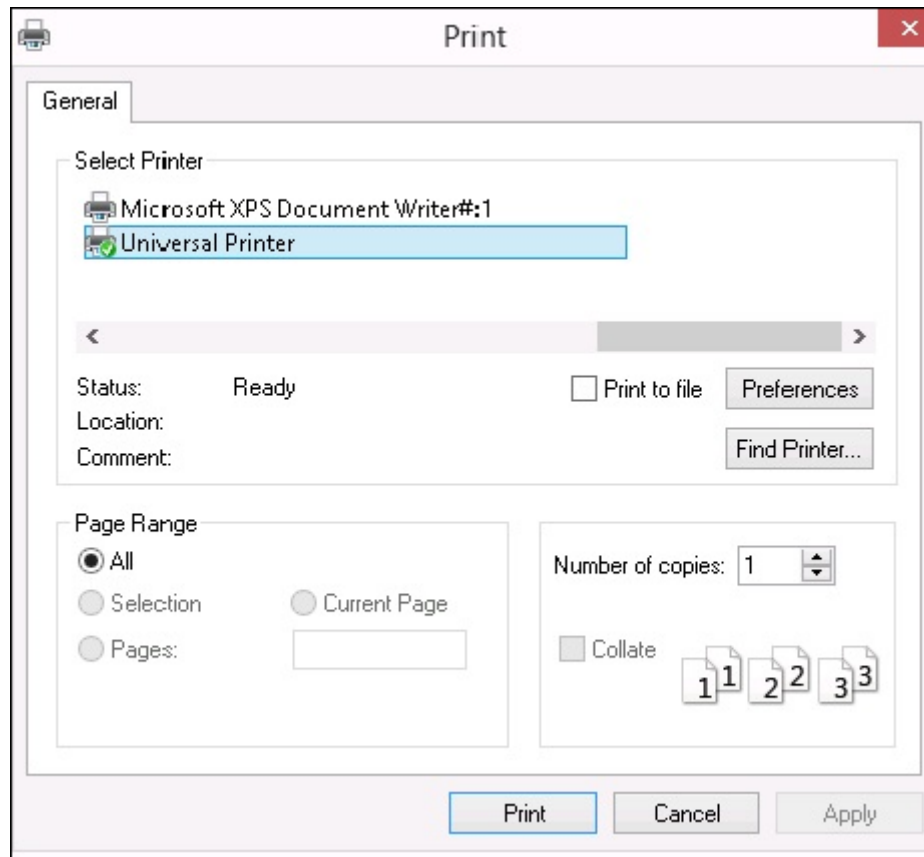 Print
General
Select Printer
Microsoft XPS Document Writer#:1
Universal Printer
Status: Ready
Print to file
Preferences
Location:
Comment:
Find Printer...
Page Range
All
Selection
Current Page
Pages:
Number of copies: 1
Collate
1 1 2 2 3 3
Print Cancel Apply